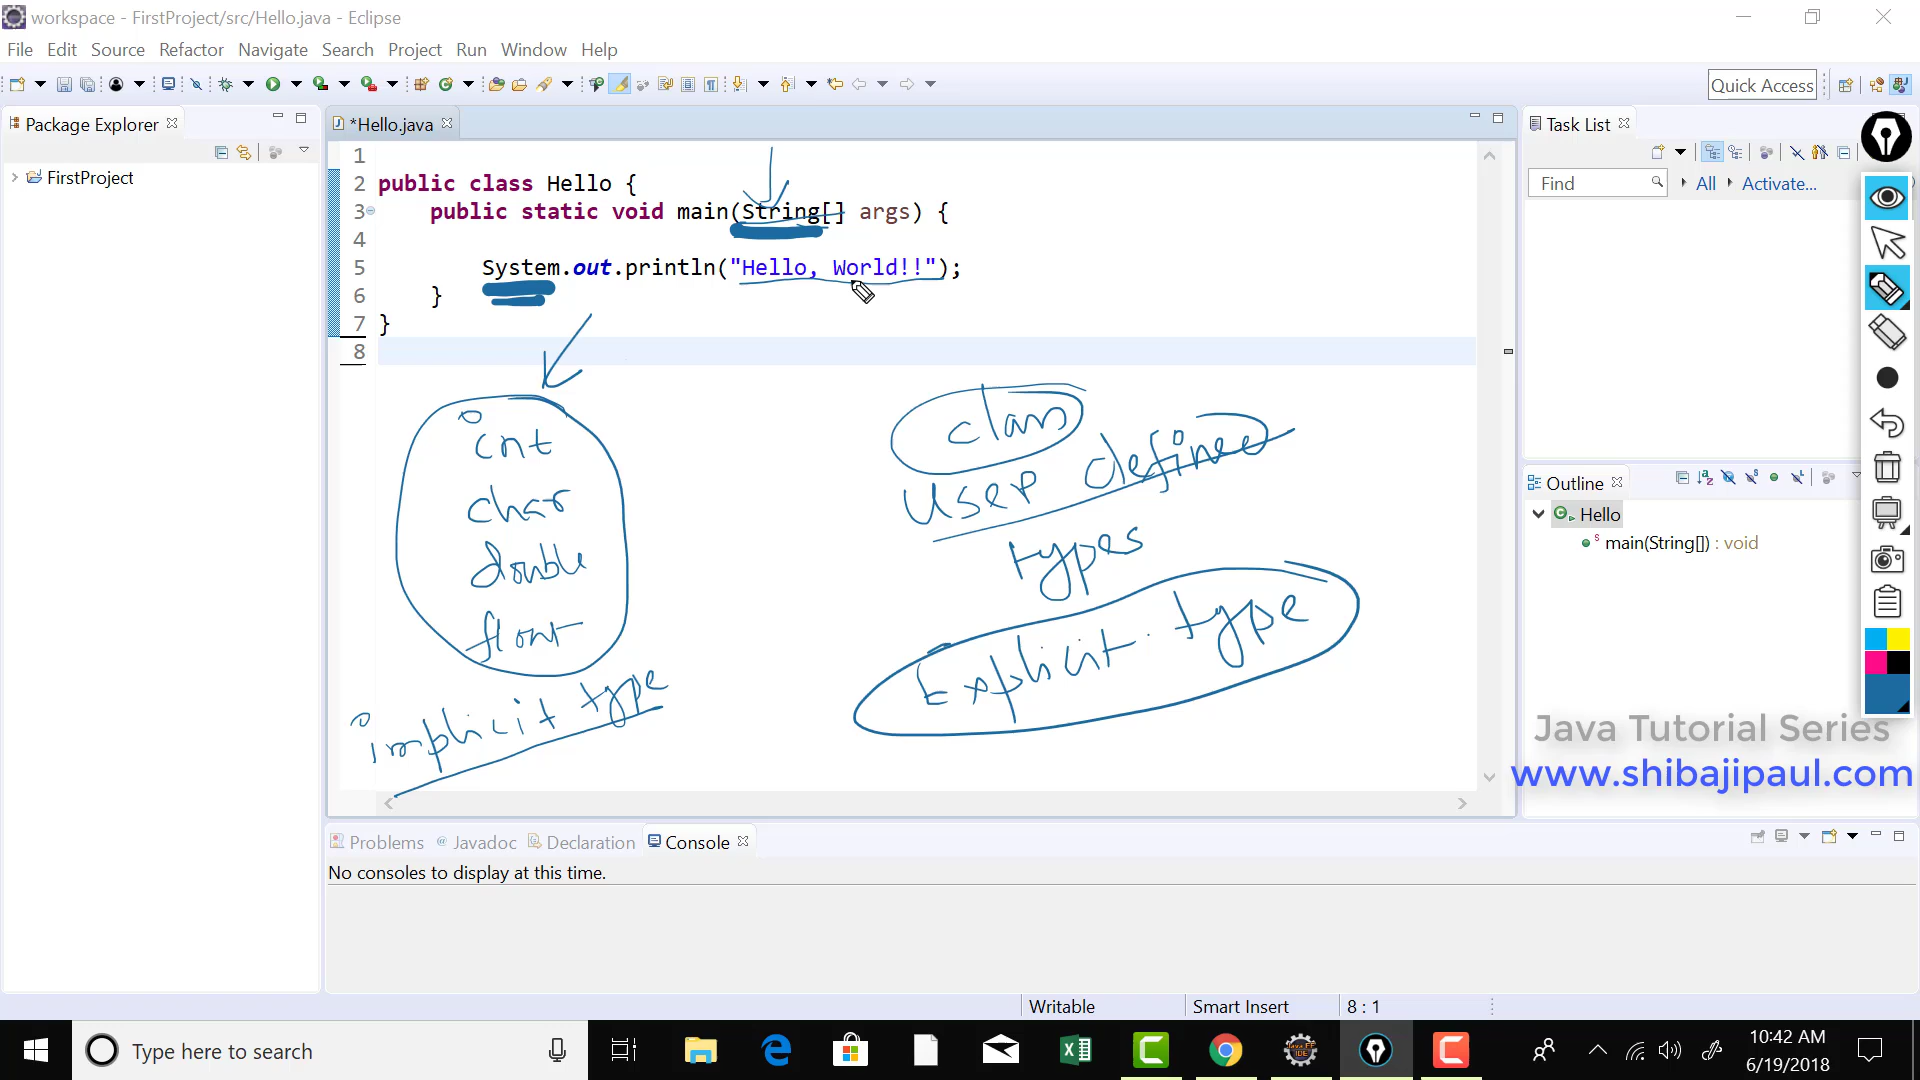 workspace - FirstProject/src/Hello.java - Eclipse
File Edit Source Refactor Navigate Search Project Run Window Help
Quick Access
Package Explorer
FirstProject
*Hello.java
1
2 public class Hello {
3 public static void main(String[] args) {
4
5 System.out.println("Hello, World!!");
6 }
7 }
8
int
char
double
float
implicit type
class
User defined
types
Explicit type
Task List
Find All Activate...
Outline
Hello
main(String[]) : void
Java Tutorial Series
www.shibajipaul.com
Problems @ Javadoc Declaration Console
No consoles to display at this time.
Writable Smart Insert 8 : 1
Type here to search
10:42 AM
6/19/2018